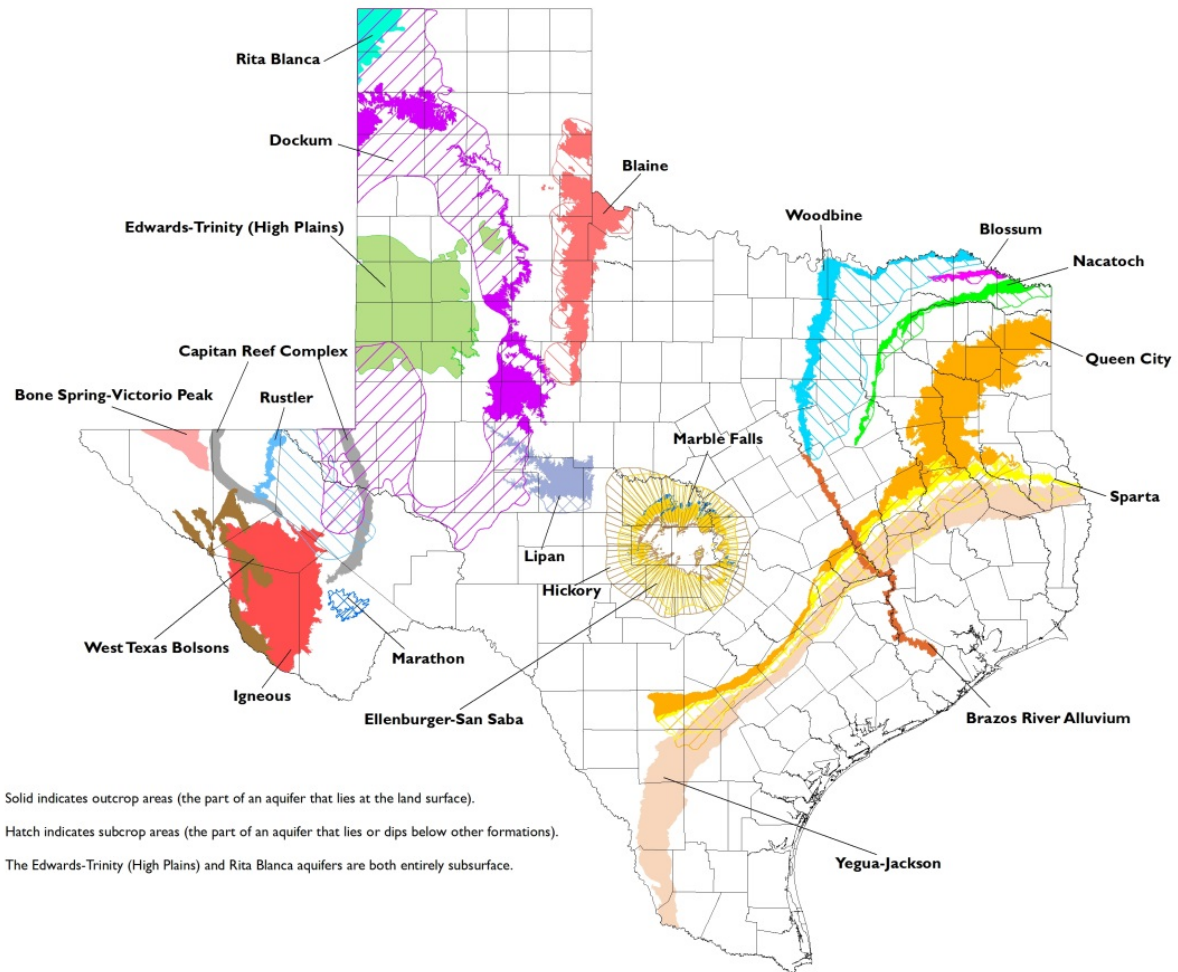 Rita Blanca
Dockum
Blaine
Woodbine
Edwards-Trinity (High Plains)
Blossum
Nacatoch
Capitan Reef Complex
Queen City
Bone Spring-Victorio Peak
Rustler
Marble Falls
Sparta
Lipan
Hickory
West Texas Bolsons
Marathon
Igneous
Ellenburger-San Saba
Brazos River Alluvium
Solid indicates outcrop areas (the part of an aquifer that lies at the land surface).
Hatch indicates subcrop areas (the part of an aquifer that lies or dips below other formations).
The Edwards-Trinity (High Plains) and Rita Blanca aquifers are both entirely subsurface.
Yegua-Jackson